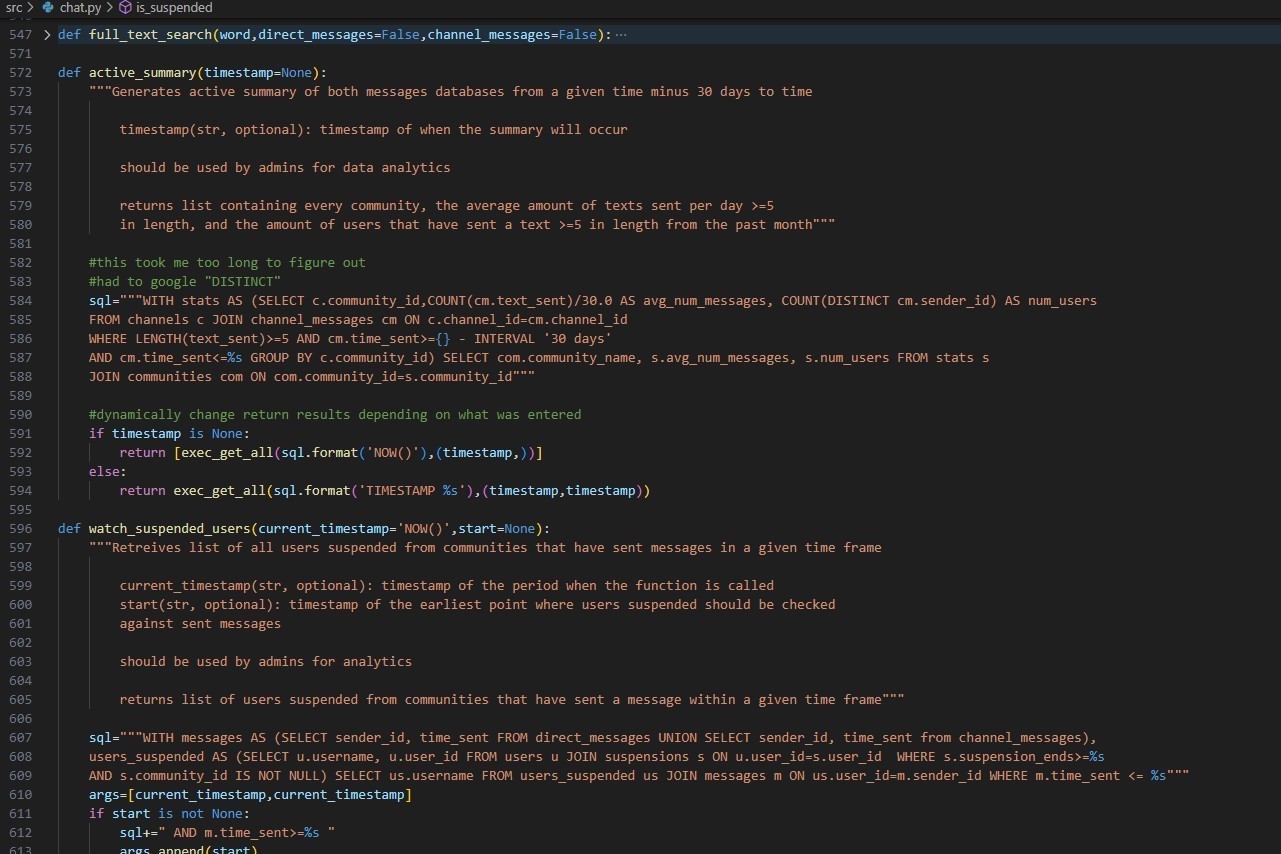 src > chat.py > is_suspended
547 > def full_text_search(word,direct_messages=False,channel_messages=False): ···
571
572 def active_summary(timestamp=None):
573     """Generates active summary of both messages databases from a given time minus 30 days to time
574
575         timestamp(str, optional): timestamp of when the summary will occur
576
577         should be used by admins for data analytics
578
579         returns list containing every community, the average amount of texts sent per day >=5
580         in length, and the amount of users that have sent a text >=5 in length from the past month"""
581
582     #this took me too long to figure out
583     #had to google "DISTINCT"
584     sql="""WITH stats AS (SELECT c.community_id,COUNT(cm.text_sent)/30.0 AS avg_num_messages, COUNT(DISTINCT cm.sender_id) AS num_users
585     FROM channels c JOIN channel_messages cm ON c.channel_id=cm.channel_id
586     WHERE LENGTH(text_sent)>=5 AND cm.time_sent>={} - INTERVAL '30 days'
587     AND cm.time_sent<=%s GROUP BY c.community_id) SELECT com.community_name, s.avg_num_messages, s.num_users FROM stats s
588     JOIN communities com ON com.community_id=s.community_id"""
589
590     #dynamically change return results depending on what was entered
591     if timestamp is None:
592         return [exec_get_all(sql.format('NOW()'),(timestamp,))]
593     else:
594         return exec_get_all(sql.format('TIMESTAMP %s'),(timestamp,timestamp))
595
596 def watch_suspended_users(current_timestamp='NOW()',start=None):
597     """Retreives list of all users suspended from communities that have sent messages in a given time frame
598
599         current_timestamp(str, optional): timestamp of the period when the function is called
600         start(str, optional): timestamp of the earliest point where users suspended should be checked
601         against sent messages
602
603         should be used by admins for analytics
604
605         returns list of users suspended from communities that have sent a message within a given time frame"""
606
607     sql="""WITH messages AS (SELECT sender_id, time_sent FROM direct_messages UNION SELECT sender_id, time_sent from channel_messages),
608     users_suspended AS (SELECT u.username, u.user_id FROM users u JOIN suspensions s ON u.user_id=s.user_id  WHERE s.suspension_ends>=%s
609     AND s.community_id IS NOT NULL) SELECT us.username FROM users_suspended us JOIN messages m ON us.user_id=m.sender_id WHERE m.time_sent <= %s"""
610     args=[current_timestamp,current_timestamp]
611     if start is not None:
612         sql+=" AND m.time_sent>=%s "
613         args.append(start)